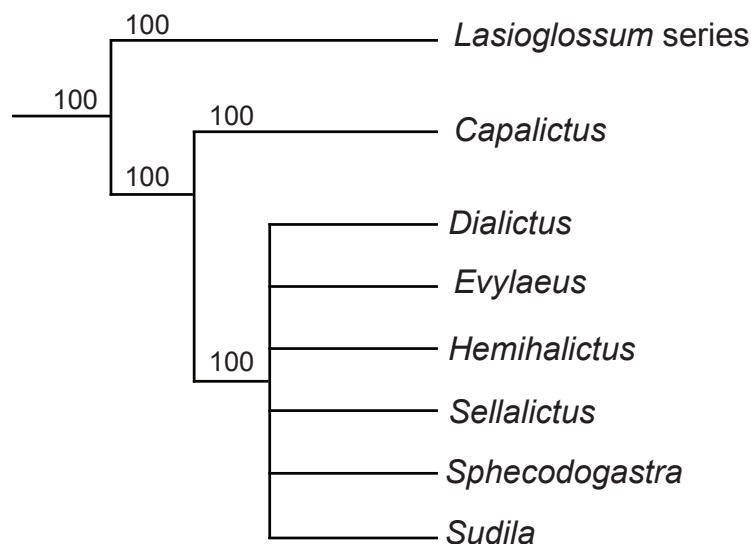 100
Lasioglossum series
100
100
Capalictus
100
Dialictus
Evylaeus
Hemihalictus
100
Sellalictus
Sphecodogastra
Sudila